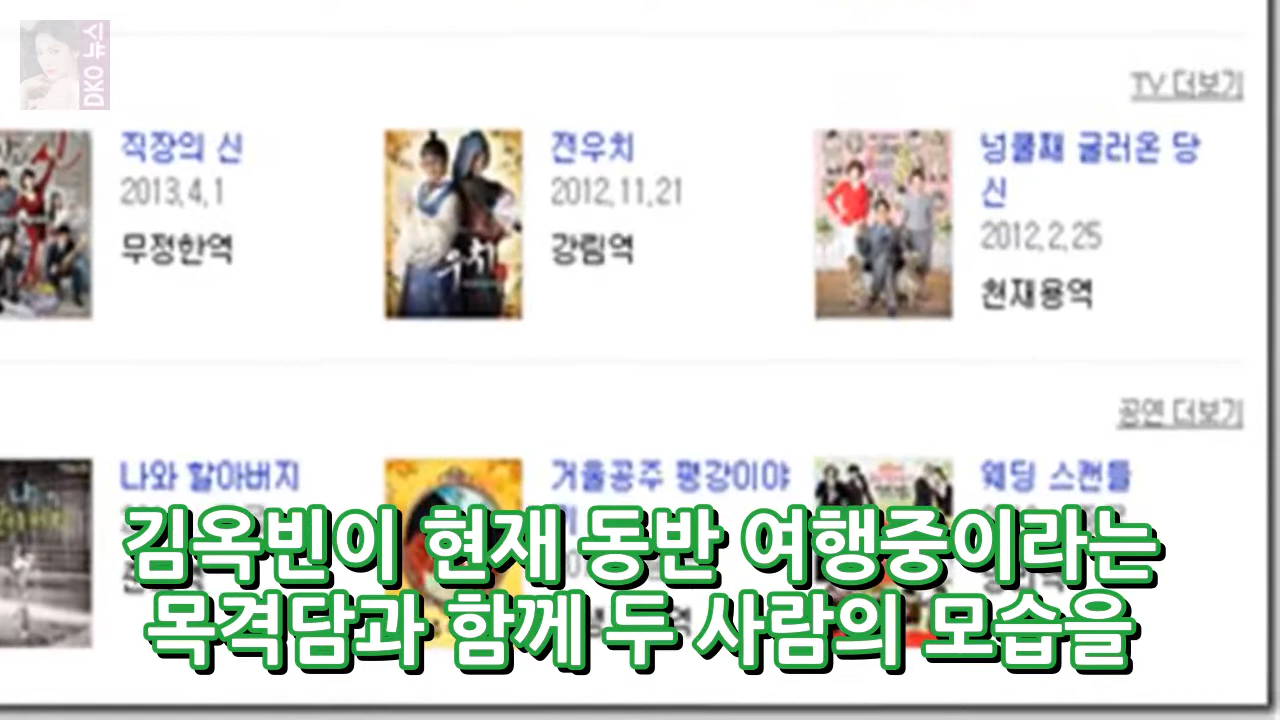 DKO 뉴스
TV 더보기
직장의 신
2013.4.1
무정한역
전우치
2012.11.21
강림역
넝쿨째 굴러온 당
신
2012.2.25
천재용역
공연 더보기
나와 할아버지
거울공주 평강이야
웨딩 스캔들
김옥빈이 현재 동반 여행중이라는
목격담과 함께 두 사람의 모습을